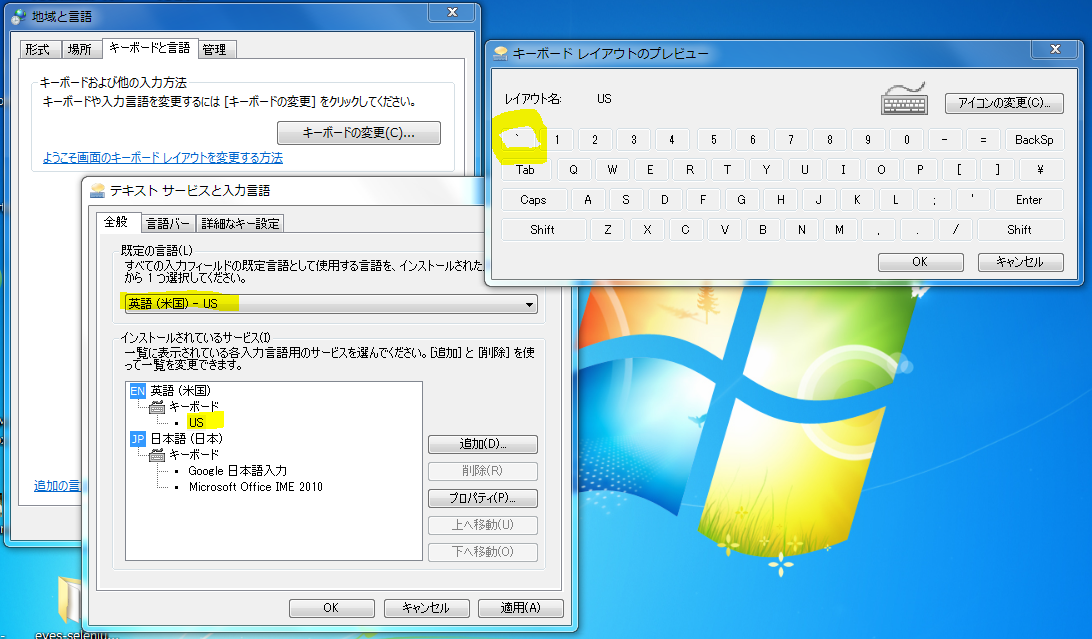 地域と言語
形式 場所 キーボードと言語 管理
キーボードおよび他の入力方法
キーボードや入力言語を変更するには [キーボードの変更] をクリックしてください。
キーボードの変更(C)...
ようこそ画面のキーボード レイアウトを変更する方法
追加の言
テキスト サービスと入力言語
全般 言語バー 詳細なキー設定
既定の言語(L)
すべての入力フィールドの既定言語として使用する言語を、インストールされた
から 1 つ選択してください。
英語 (米国) - US
インストールされているサービス(I)
一覧に表示されている各入力言語用のサービスを選んでください。[追加] と [削除] を使
って一覧を変更できます。
EN 英語 (米国)
キーボード
US
JP 日本語 (日本)
キーボード
Google 日本語入力
Microsoft Office IME 2010
追加(D)...
削除(R)
プロパティ(P)...
上へ移動(U)
下へ移動(O)
OK キャンセル 適用(A)
キーボード レイアウトのプレビュー
レイアウト名: US
アイコンの変更(C)...
` 1 2 3 4 5 6 7 8 9 0 - = BackSp
Tab Q W E R T Y U I O P [ ] ¥
Caps A S D F G H J K L ; ' Enter
Shift Z X C V B N M , . / Shift
OK キャンセル